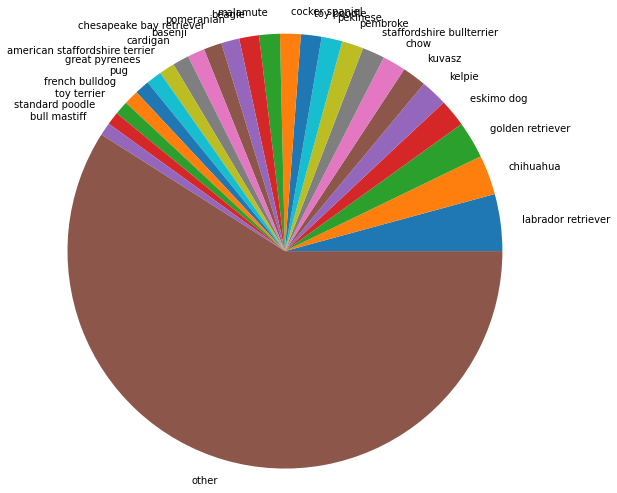 malamute
cocker spaniel
beagle
toy poodle
pomeranian
pekinese
chesapeake bay retriever
pembroke
basenji
staffordshire bullterrier
cardigan
chow
american staffordshire terrier
kuvasz
great pyrenees
pug
kelpie
french bulldog
toy terrier
eskimo dog
standard poodle
bull mastiff
golden retriever
chihuahua
labrador retriever
other